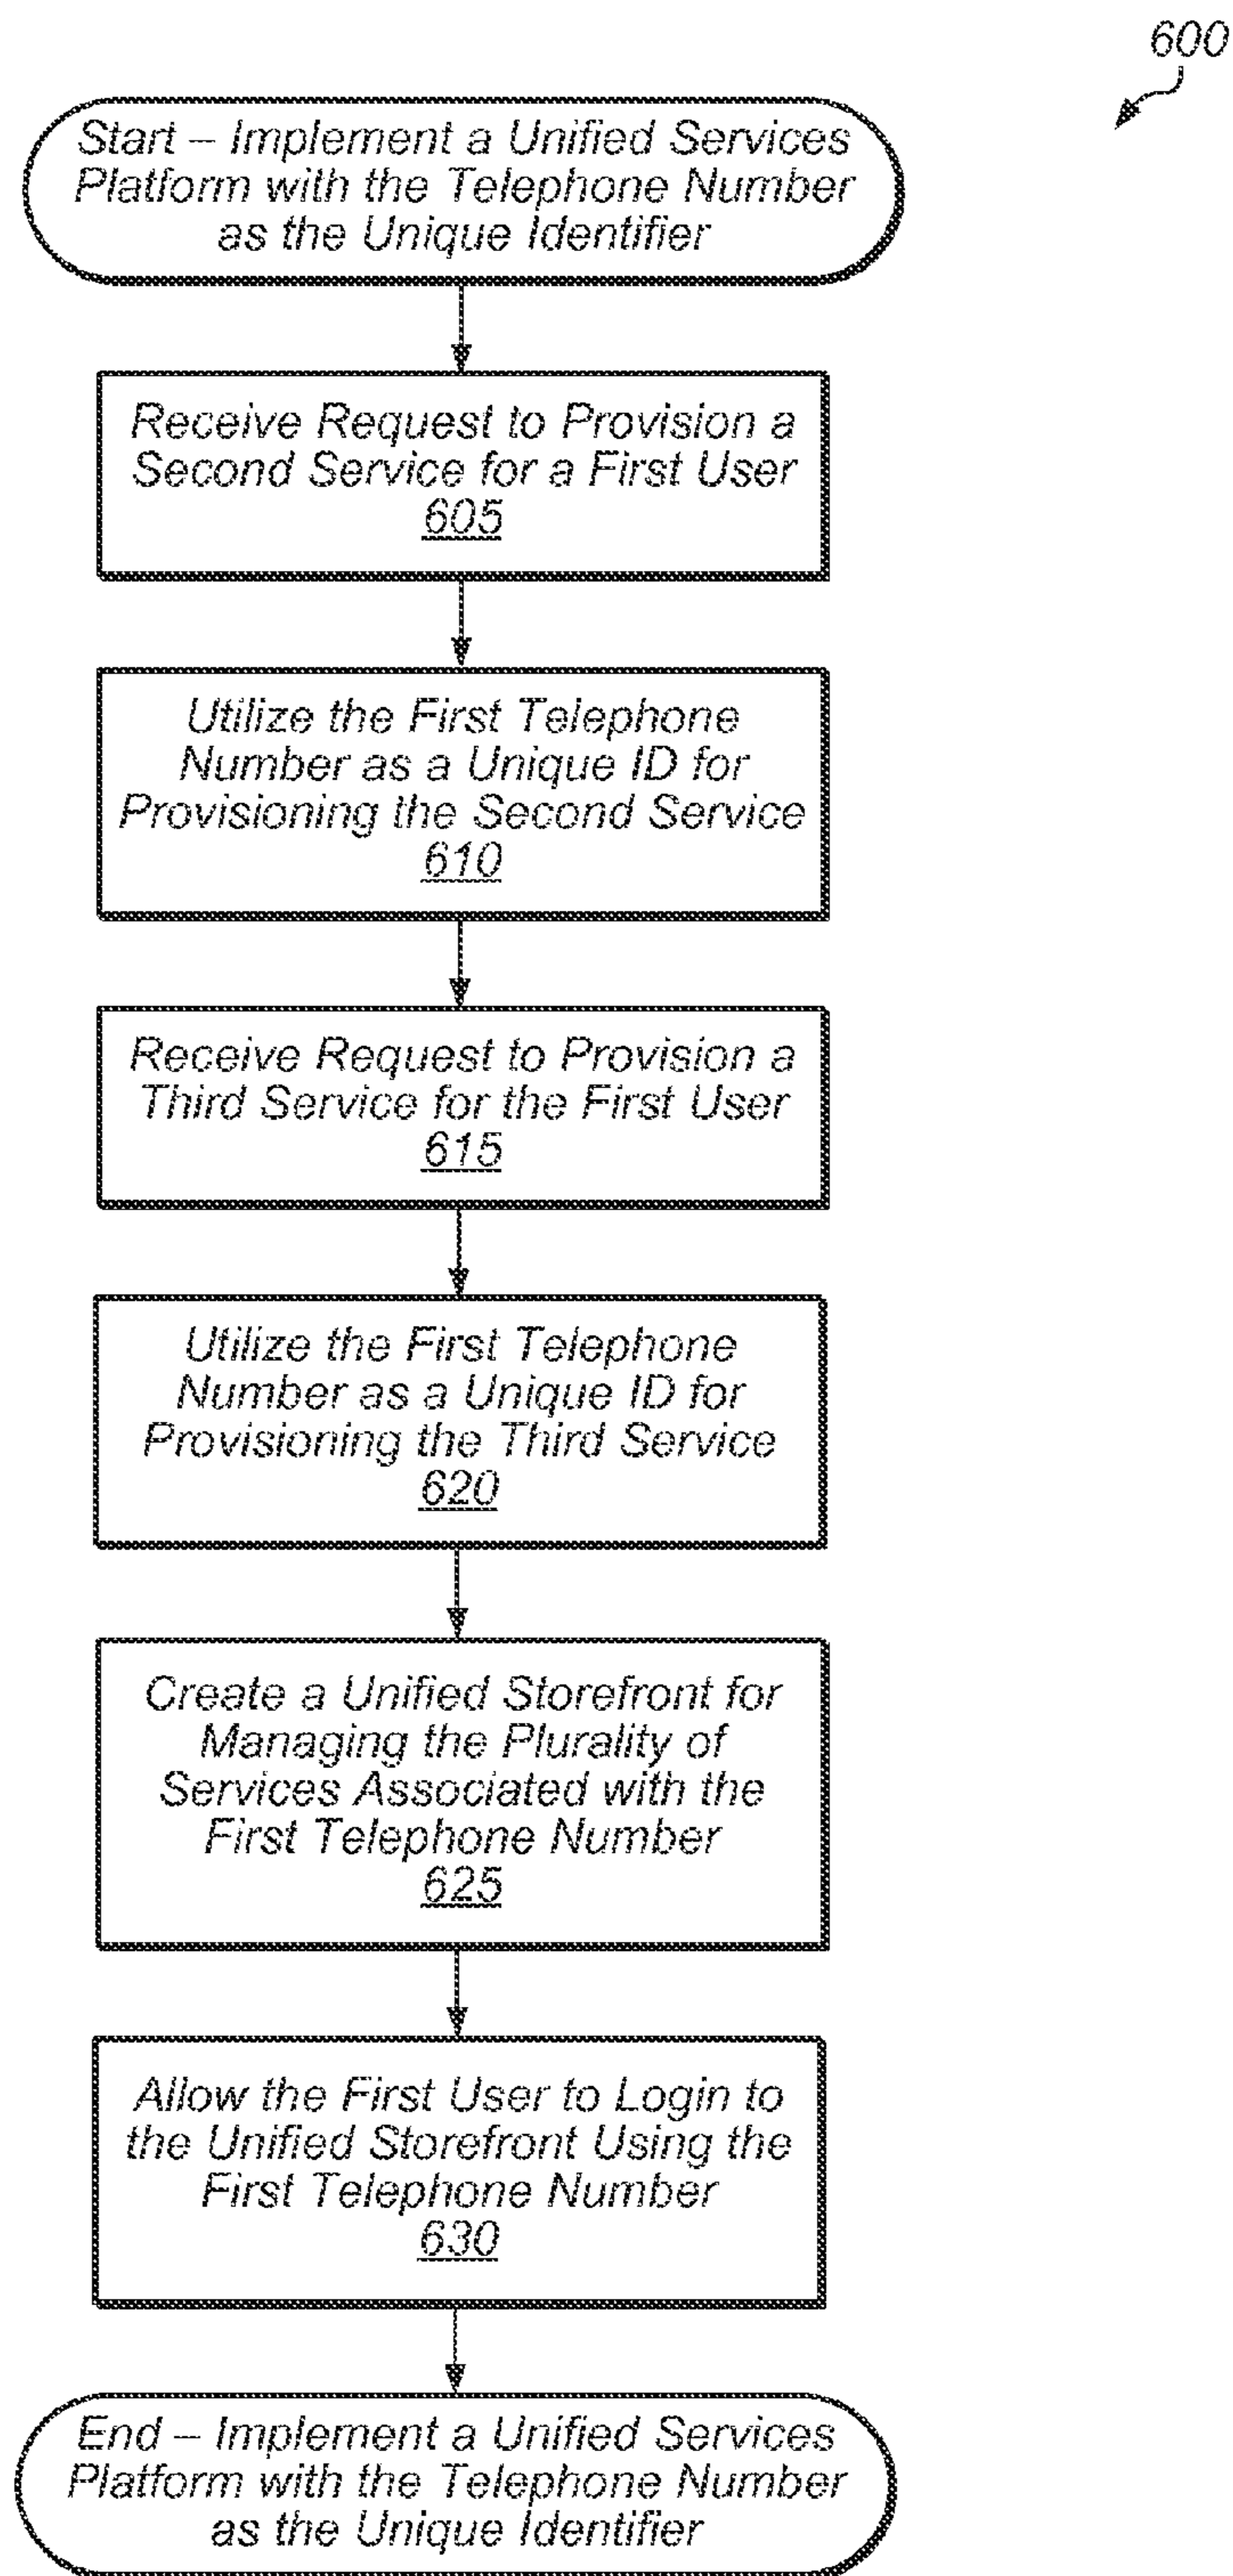 600
Start – Implement a Unified Services
Platform with the Telephone Number
as the Unique Identifier
Receive Request to Provision a
Second Service for a First User
605
Utilize the First Telephone
Number as a Unique ID for
Provisioning the Second Service
610
Receive Request to Provision a
Third Service for the First User
615
Utilize the First Telephone
Number as a Unique ID for
Provisioning the Third Service
620
Create a Unified Storefront for
Managing the Plurality of
Services Associated with the
First Telephone Number
625
Allow the First User to Login to
the Unified Storefront Using the
First Telephone Number
630
End – Implement a Unified Services
Platform with the Telephone Number
as the Unique Identifier